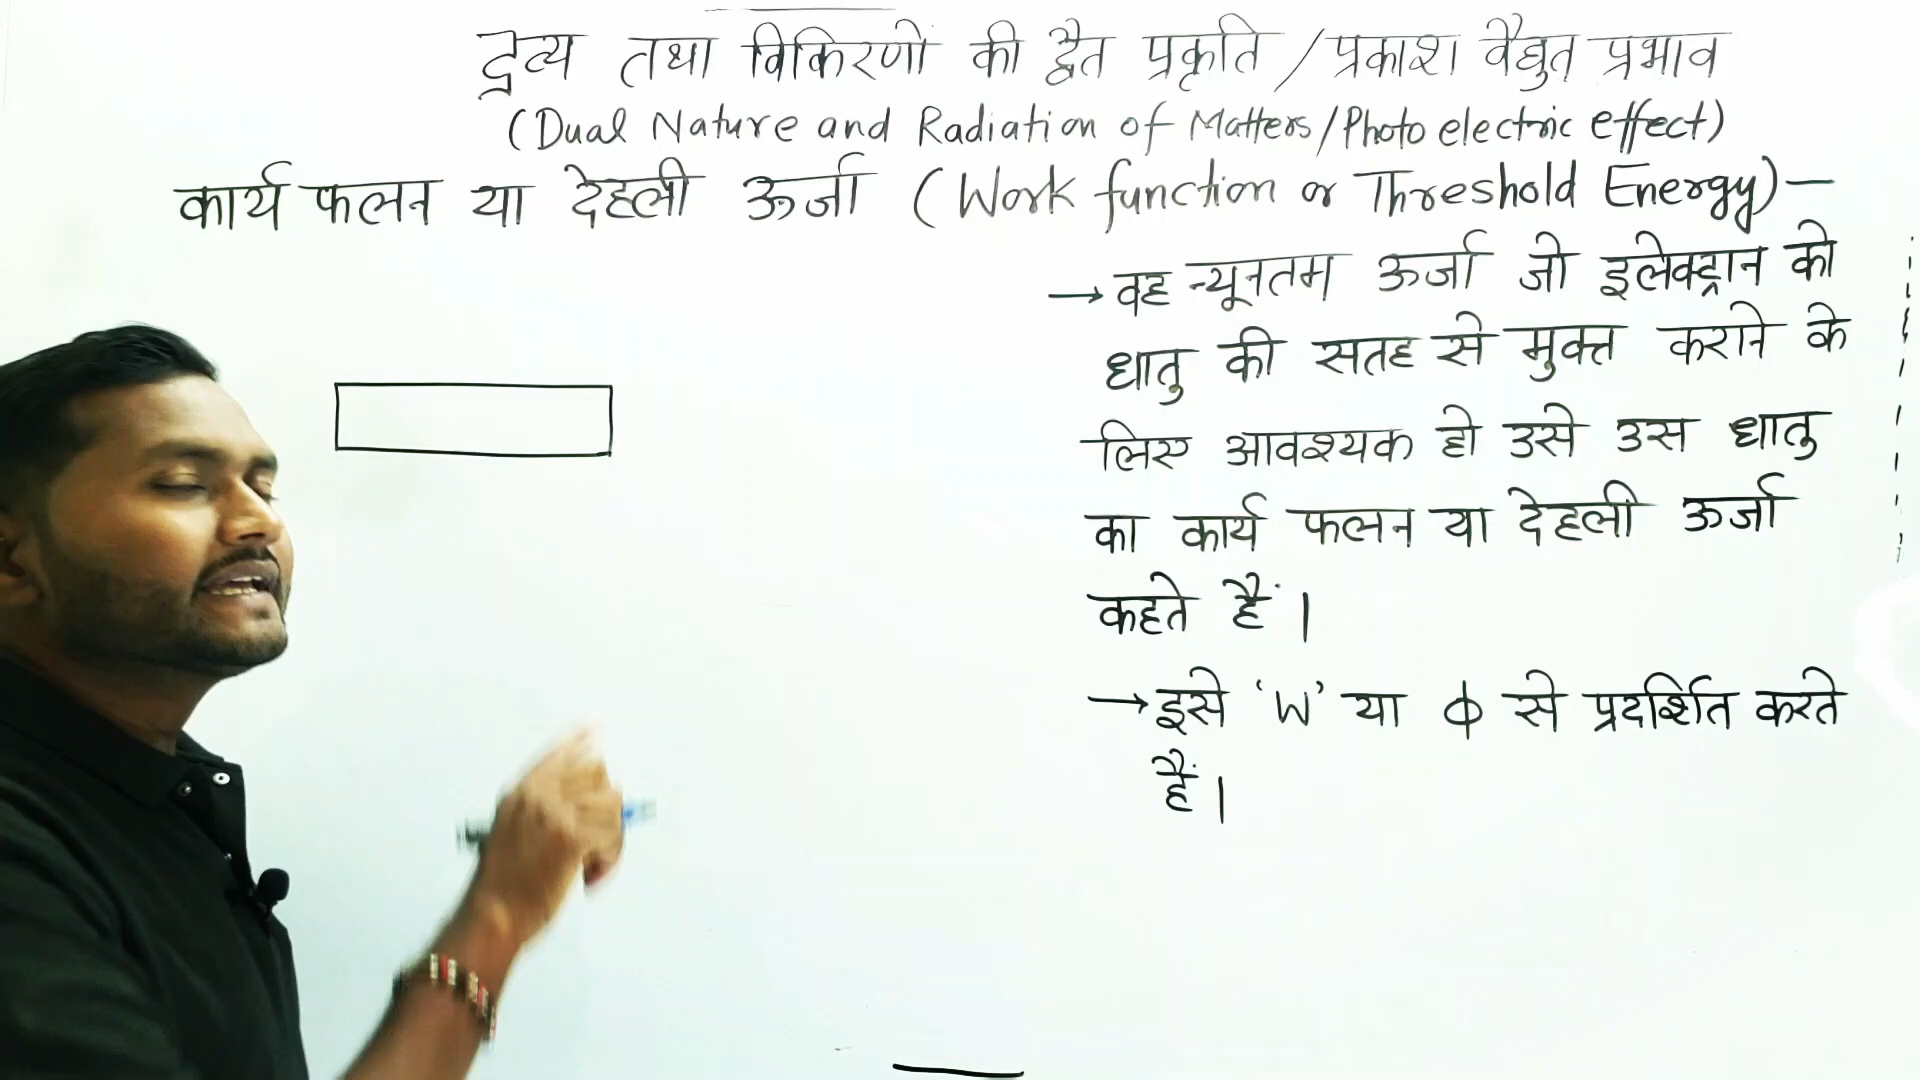 द्रव्य तथा विकिरणों की द्वैत प्रकृति / प्रकाश वैद्युत प्रभाव
(Dual Nature and Radiation of Matters/Photo electric effect)
कार्य फलन या देहली ऊर्जा (Work function or Threshold Energy)—
→ वह न्यूनतम ऊर्जा जो इलेक्ट्रान को
धातु की सतह से मुक्त कराने के
लिए आवश्यक हो उसे उस धातु
का कार्य फलन या देहली ऊर्जा
कहते हैं।
→ इसे ‘W’ या ϕ से प्रदर्शित करते
हैं।